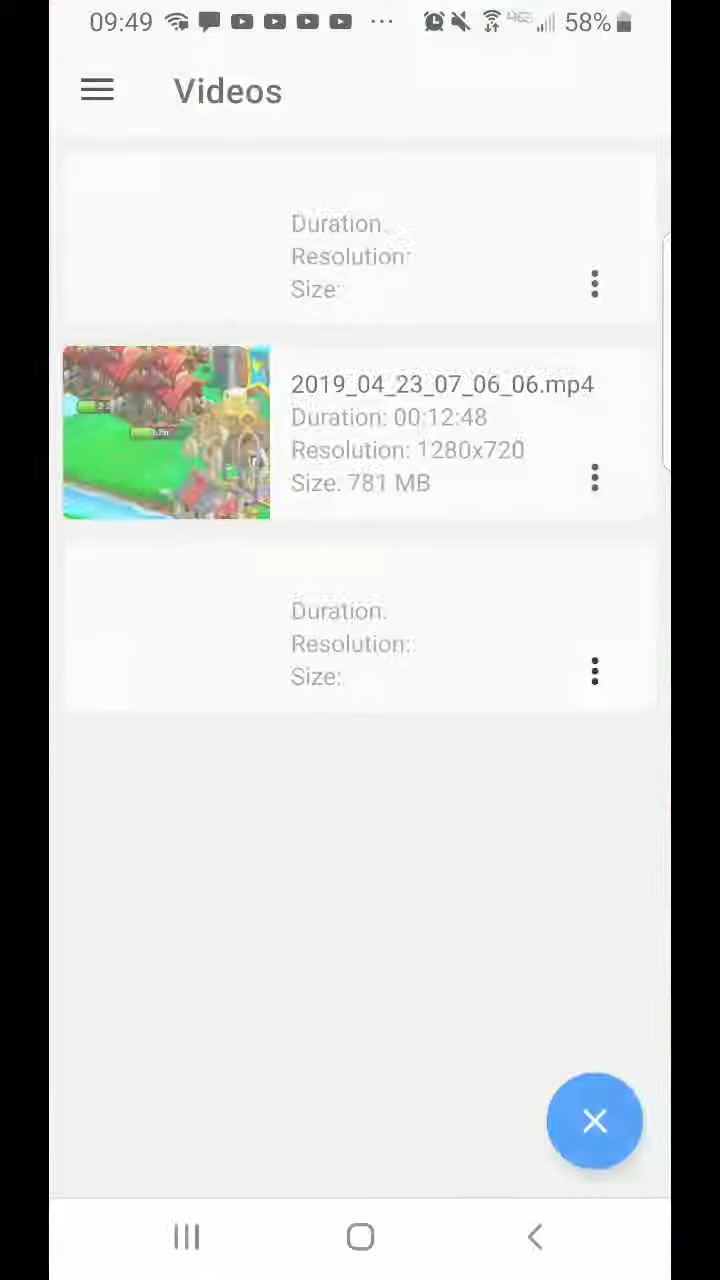 09:49
58%
Videos
Duration.
Resolution:
Size:
2019_04_23_07_06_06.mp4
Duration: 00:12:48
Resolution: 1280x720
Size. 781 MB
Duration.
Resolution:
Size: